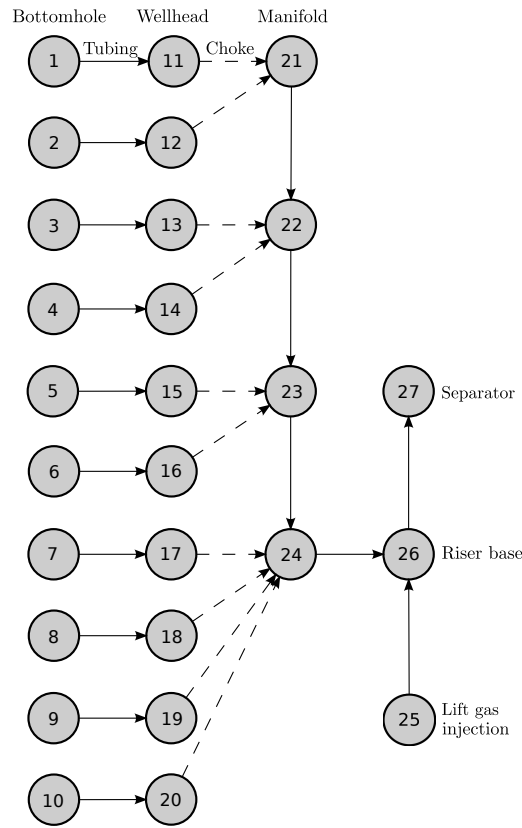 Bottomhole Wellhead Manifold
Tubing Choke
1 11 21
2 12
3 13 22
4 14
5 15 23 27 Separator
6 16
7 17 24 26 Riser base
8 18
9 19 25 Lift gas
injection
10 20